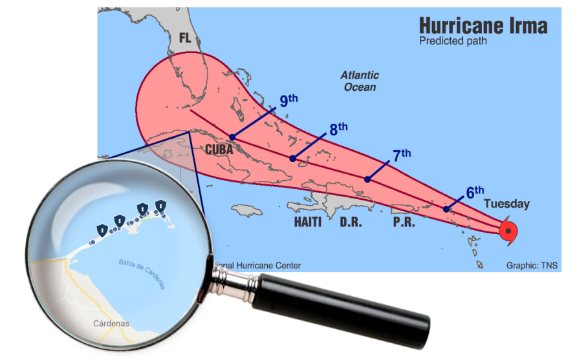 Hurricane Irma
Predicted path
FL
Atlantic
Ocean
9th
8th
7th
6th
CUBA
Tuesday
HAITI
D.R.
P.R.
onal Hurricane Center
Graphic: TNS
Bahía de Cárdenas
Cárdenas